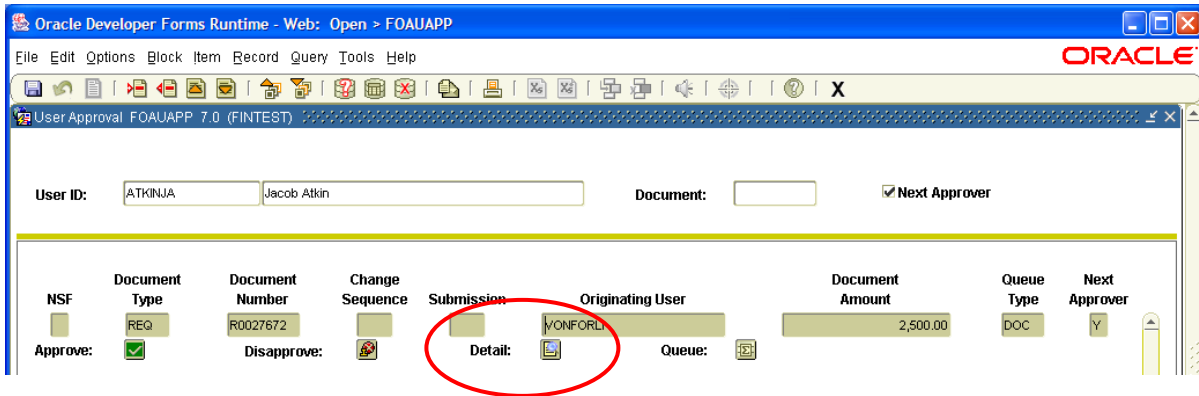 Oracle Developer Forms Runtime - Web: Open > FOAUAPP
File Edit Options Block Item Record Query Tools Help
ORACLE
X
User Approval FOAUAPP 7.0 (FINTEST)
User ID: ATKINJA Jacob Atkin Document: Next Approver
Document Document Change Document Queue Next
NSF Type Number Sequence Submission Originating User Amount Type Approver
REQ R0027672 VONFORLI 2,500.00 DOC Y
Approve: Disapprove: Detail: Queue: